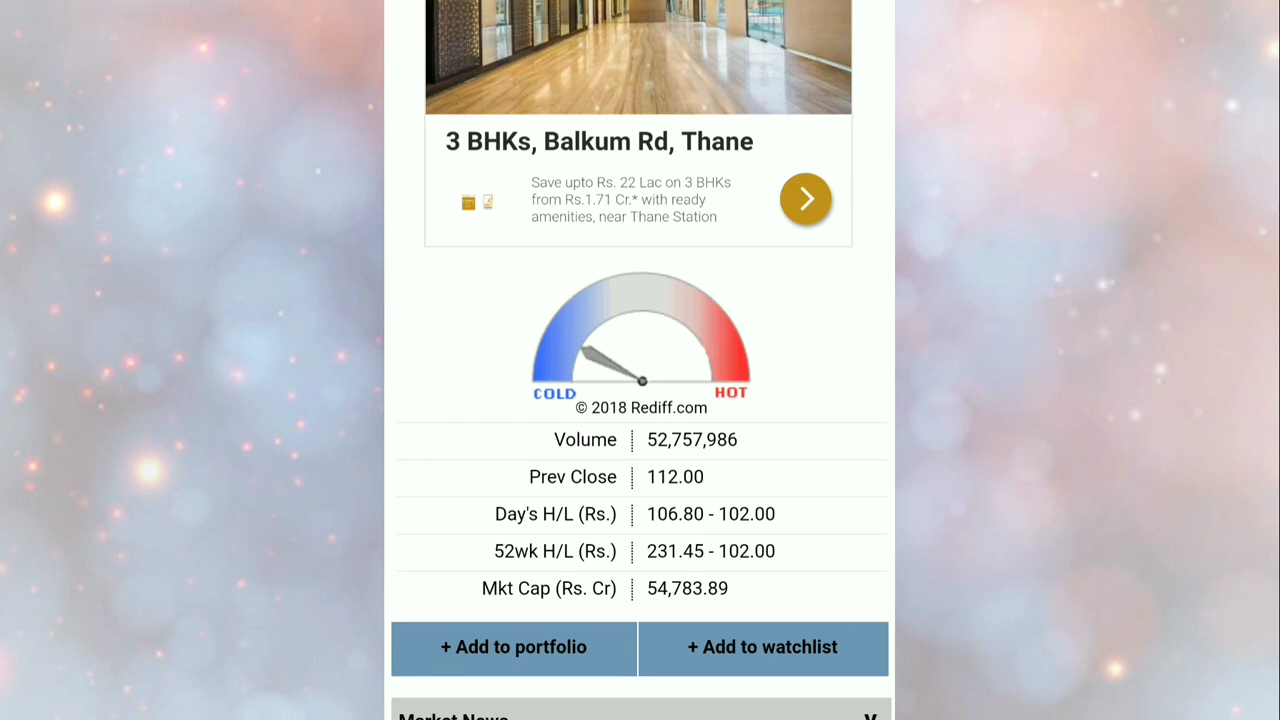 3 BHKs, Balkum Rd, Thane
Save upto Rs. 22 Lac on 3 BHKs
from Rs.1.71 Cr.* with ready
amenities, near Thane Station
COLD HOT
© 2018 Rediff.com
Volume 52,757,986
Prev Close 112.00
Day's H/L (Rs.) 106.80 - 102.00
52wk H/L (Rs.) 231.45 - 102.00
Mkt Cap (Rs. Cr) 54,783.89
+ Add to portfolio + Add to watchlist
Market News